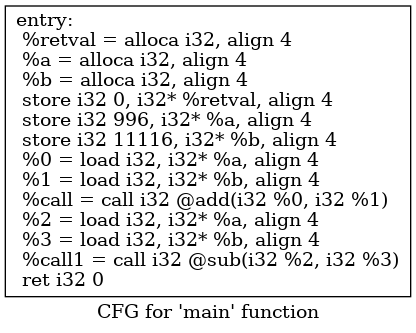 entry:
%retval = alloca i32, align 4
%a = alloca i32, align 4
%b = alloca i32, align 4
store i32 0, i32* %retval, align 4
store i32 996, i32* %a, align 4
store i32 11116, i32* %b, align 4
%0 = load i32, i32* %a, align 4
%1 = load i32, i32* %b, align 4
%call = call i32 @add(i32 %0, i32 %1)
%2 = load i32, i32* %a, align 4
%3 = load i32, i32* %b, align 4
%call1 = call i32 @sub(i32 %2, i32 %3)
ret i32 0
CFG for 'main' function